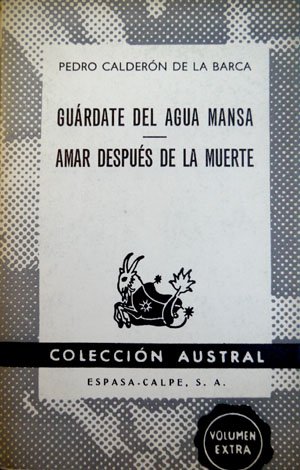 PEDRO CALDERÓN DE LA BARCA
GUÁRDATE DEL AGUA MANSA
AMAR DESPUÉS DE LA MUERTE
COLECCIÓN AUSTRAL
ESPASA-CALPE, S. A.
VOLUMEN
EXTRA